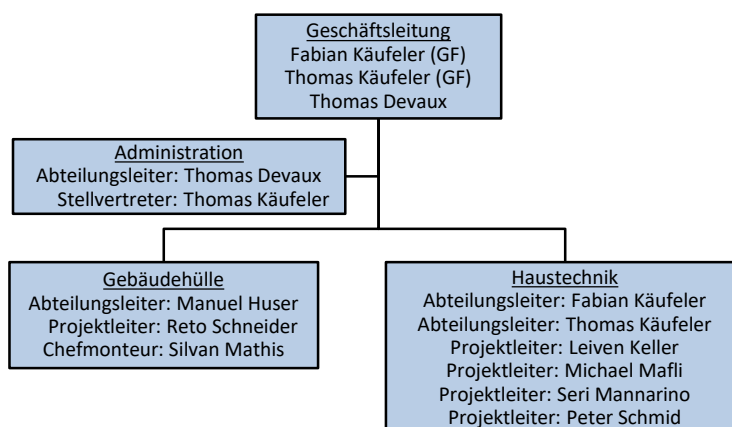 Geschäftsleitung
Fabian Käufeler (GF)
Thomas Käufeler (GF)
Thomas Devaux
Administration
Abteilungsleiter: Thomas Devaux
Stellvertreter: Thomas Käufeler
Gebäudehülle
Abteilungsleiter: Manuel Huser
Projektleiter: Reto Schneider
Chefmonteur: Silvan Mathis
Haustechnik
Abteilungsleiter: Fabian Käufeler
Abteilungsleiter: Thomas Käufeler
Projektleiter: Leiven Keller
Projektleiter: Michael Mafli
Projektleiter: Seri Mannarino
Projektleiter: Peter Schmid